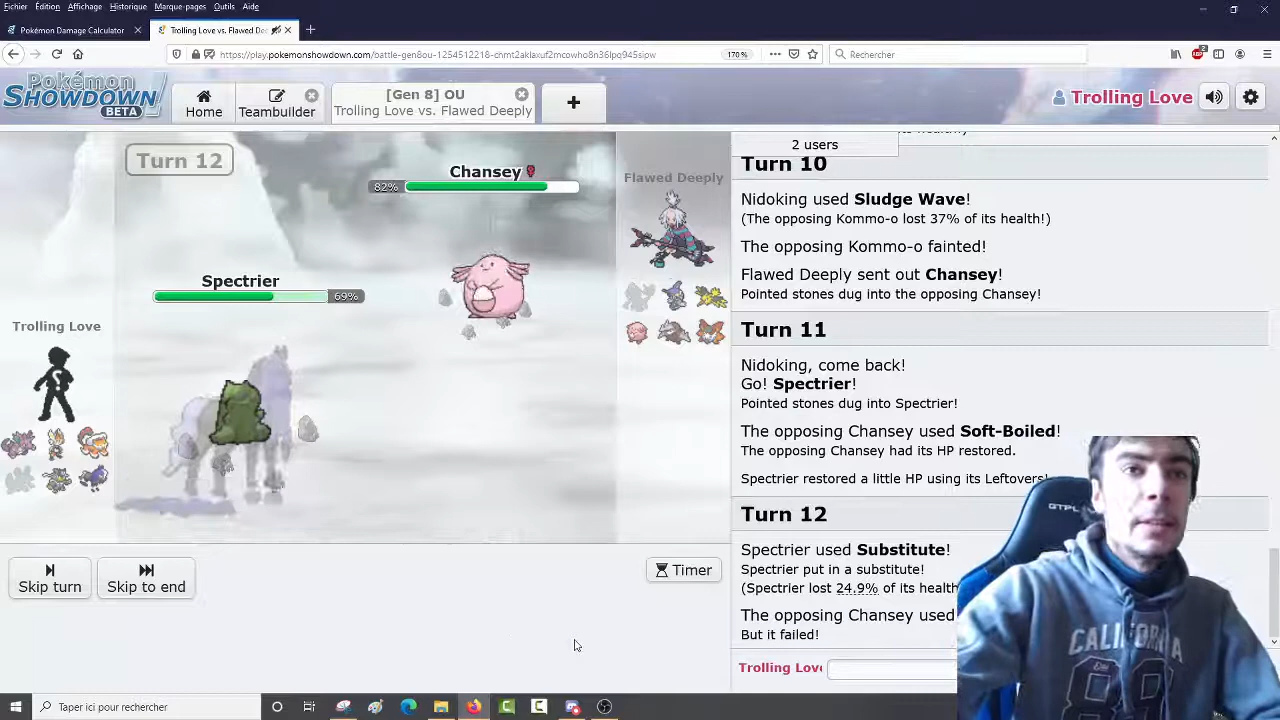 Fichier Édition Affichage Historique Marque-pages Outils Aide
Pokémon Damage Calculator
Trolling Love vs. Flawed Dee
https://play.pokemonshowdown.com/battle-gen8ou-1254512218-chmt2aklaxuf2mcowho8n36lpq945sipw
170%
Rechercher
Pokémon
SHOWDOWN
BETA
Home
Teambuilder
[Gen 8] OU
Trolling Love vs. Flawed Deeply
Trolling Love
2 users
Turn 12
Chansey
82%
Spectrier
69%
Trolling Love
Flawed Deeply
Turn 10
Nidoking used Sludge Wave!
(The opposing Kommo-o lost 37% of its health!)
The opposing Kommo-o fainted!
Flawed Deeply sent out Chansey!
Pointed stones dug into the opposing Chansey!
Turn 11
Nidoking, come back!
Go! Spectrier!
Pointed stones dug into Spectrier!
The opposing Chansey used Soft-Boiled!
The opposing Chansey had its HP restored.
Spectrier restored a little HP using its Leftovers!
Turn 12
Spectrier used Substitute!
Spectrier put in a substitute!
(Spectrier lost 24.9% of its health
The opposing Chansey used
But it failed!
Skip turn
Skip to end
Timer
Trolling Lov
GTPL
CALIFORNIA
Taper ici pour rechercher